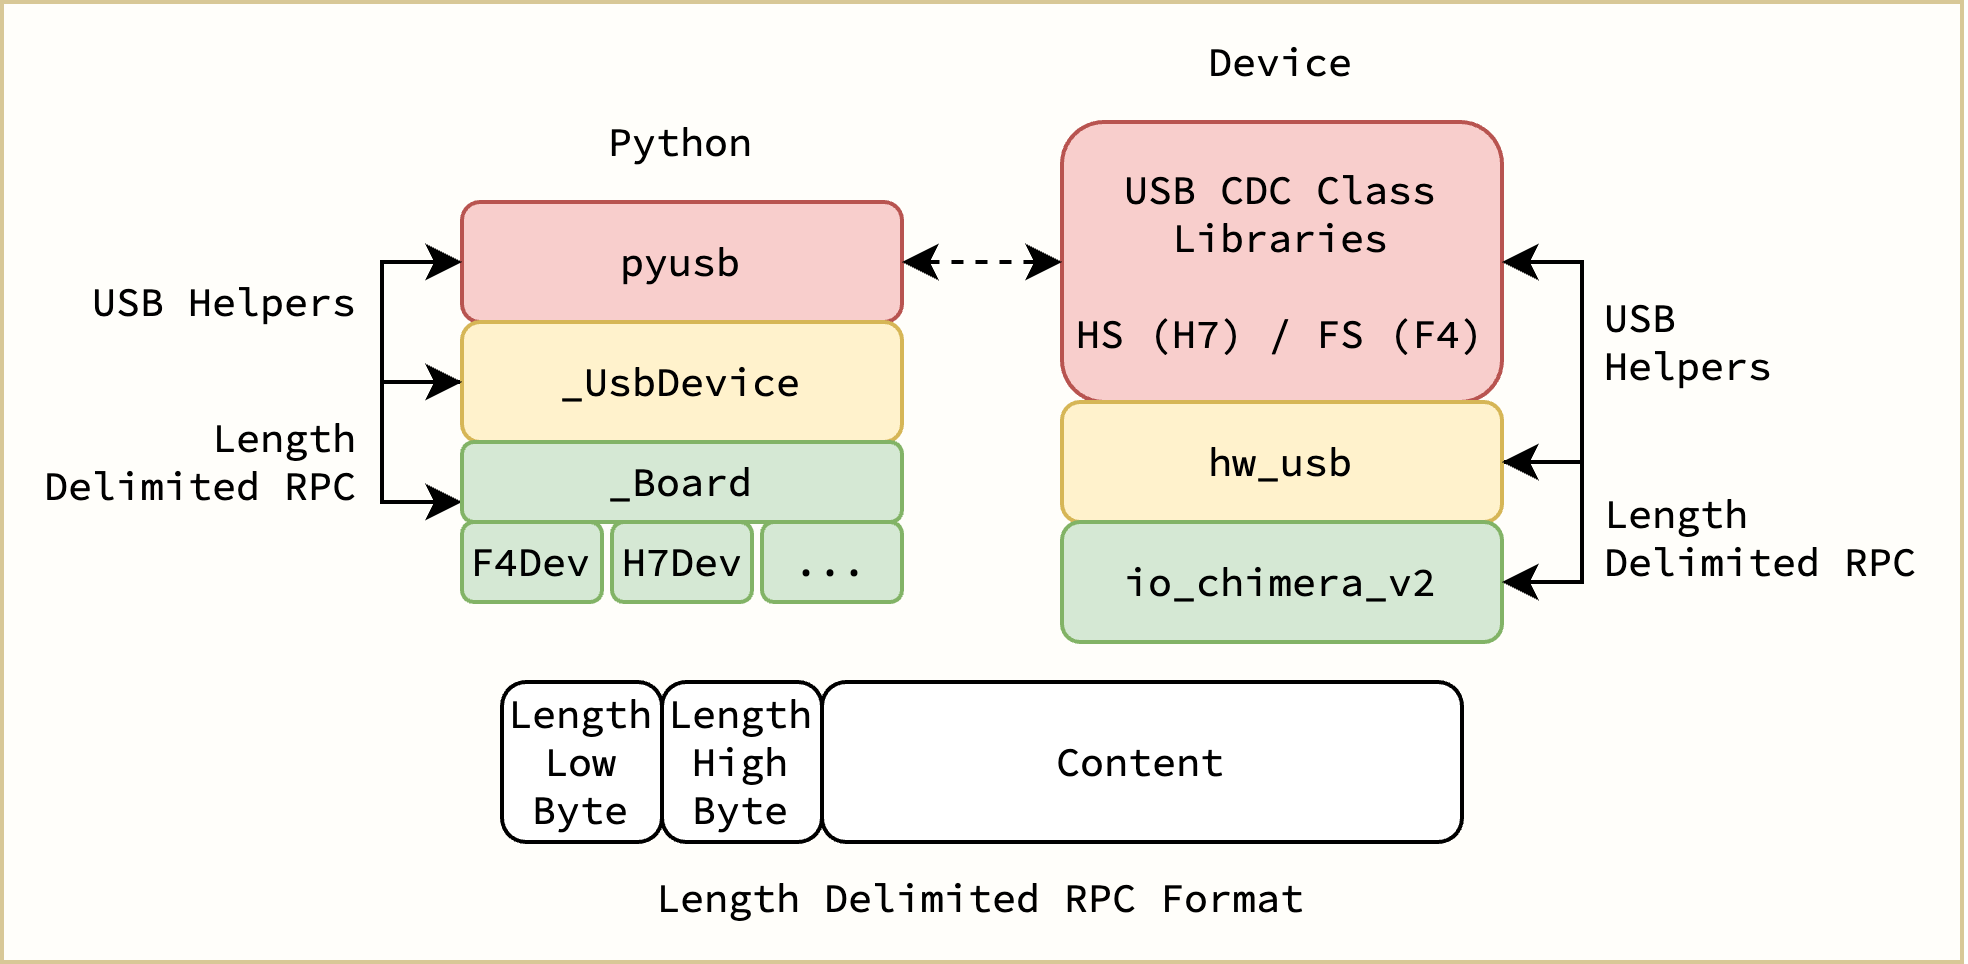 Device
Python
USB CDC Class
Libraries
HS (H7) / FS (F4)
pyusb
USB Helpers
_UsbDevice
Length
Delimited RPC
_Board
F4Dev
H7Dev
...
USB
Helpers
hw_usb
Length
Delimited RPC
io_chimera_v2
Length
Low
Byte
Length
High
Byte
Content
Length Delimited RPC Format